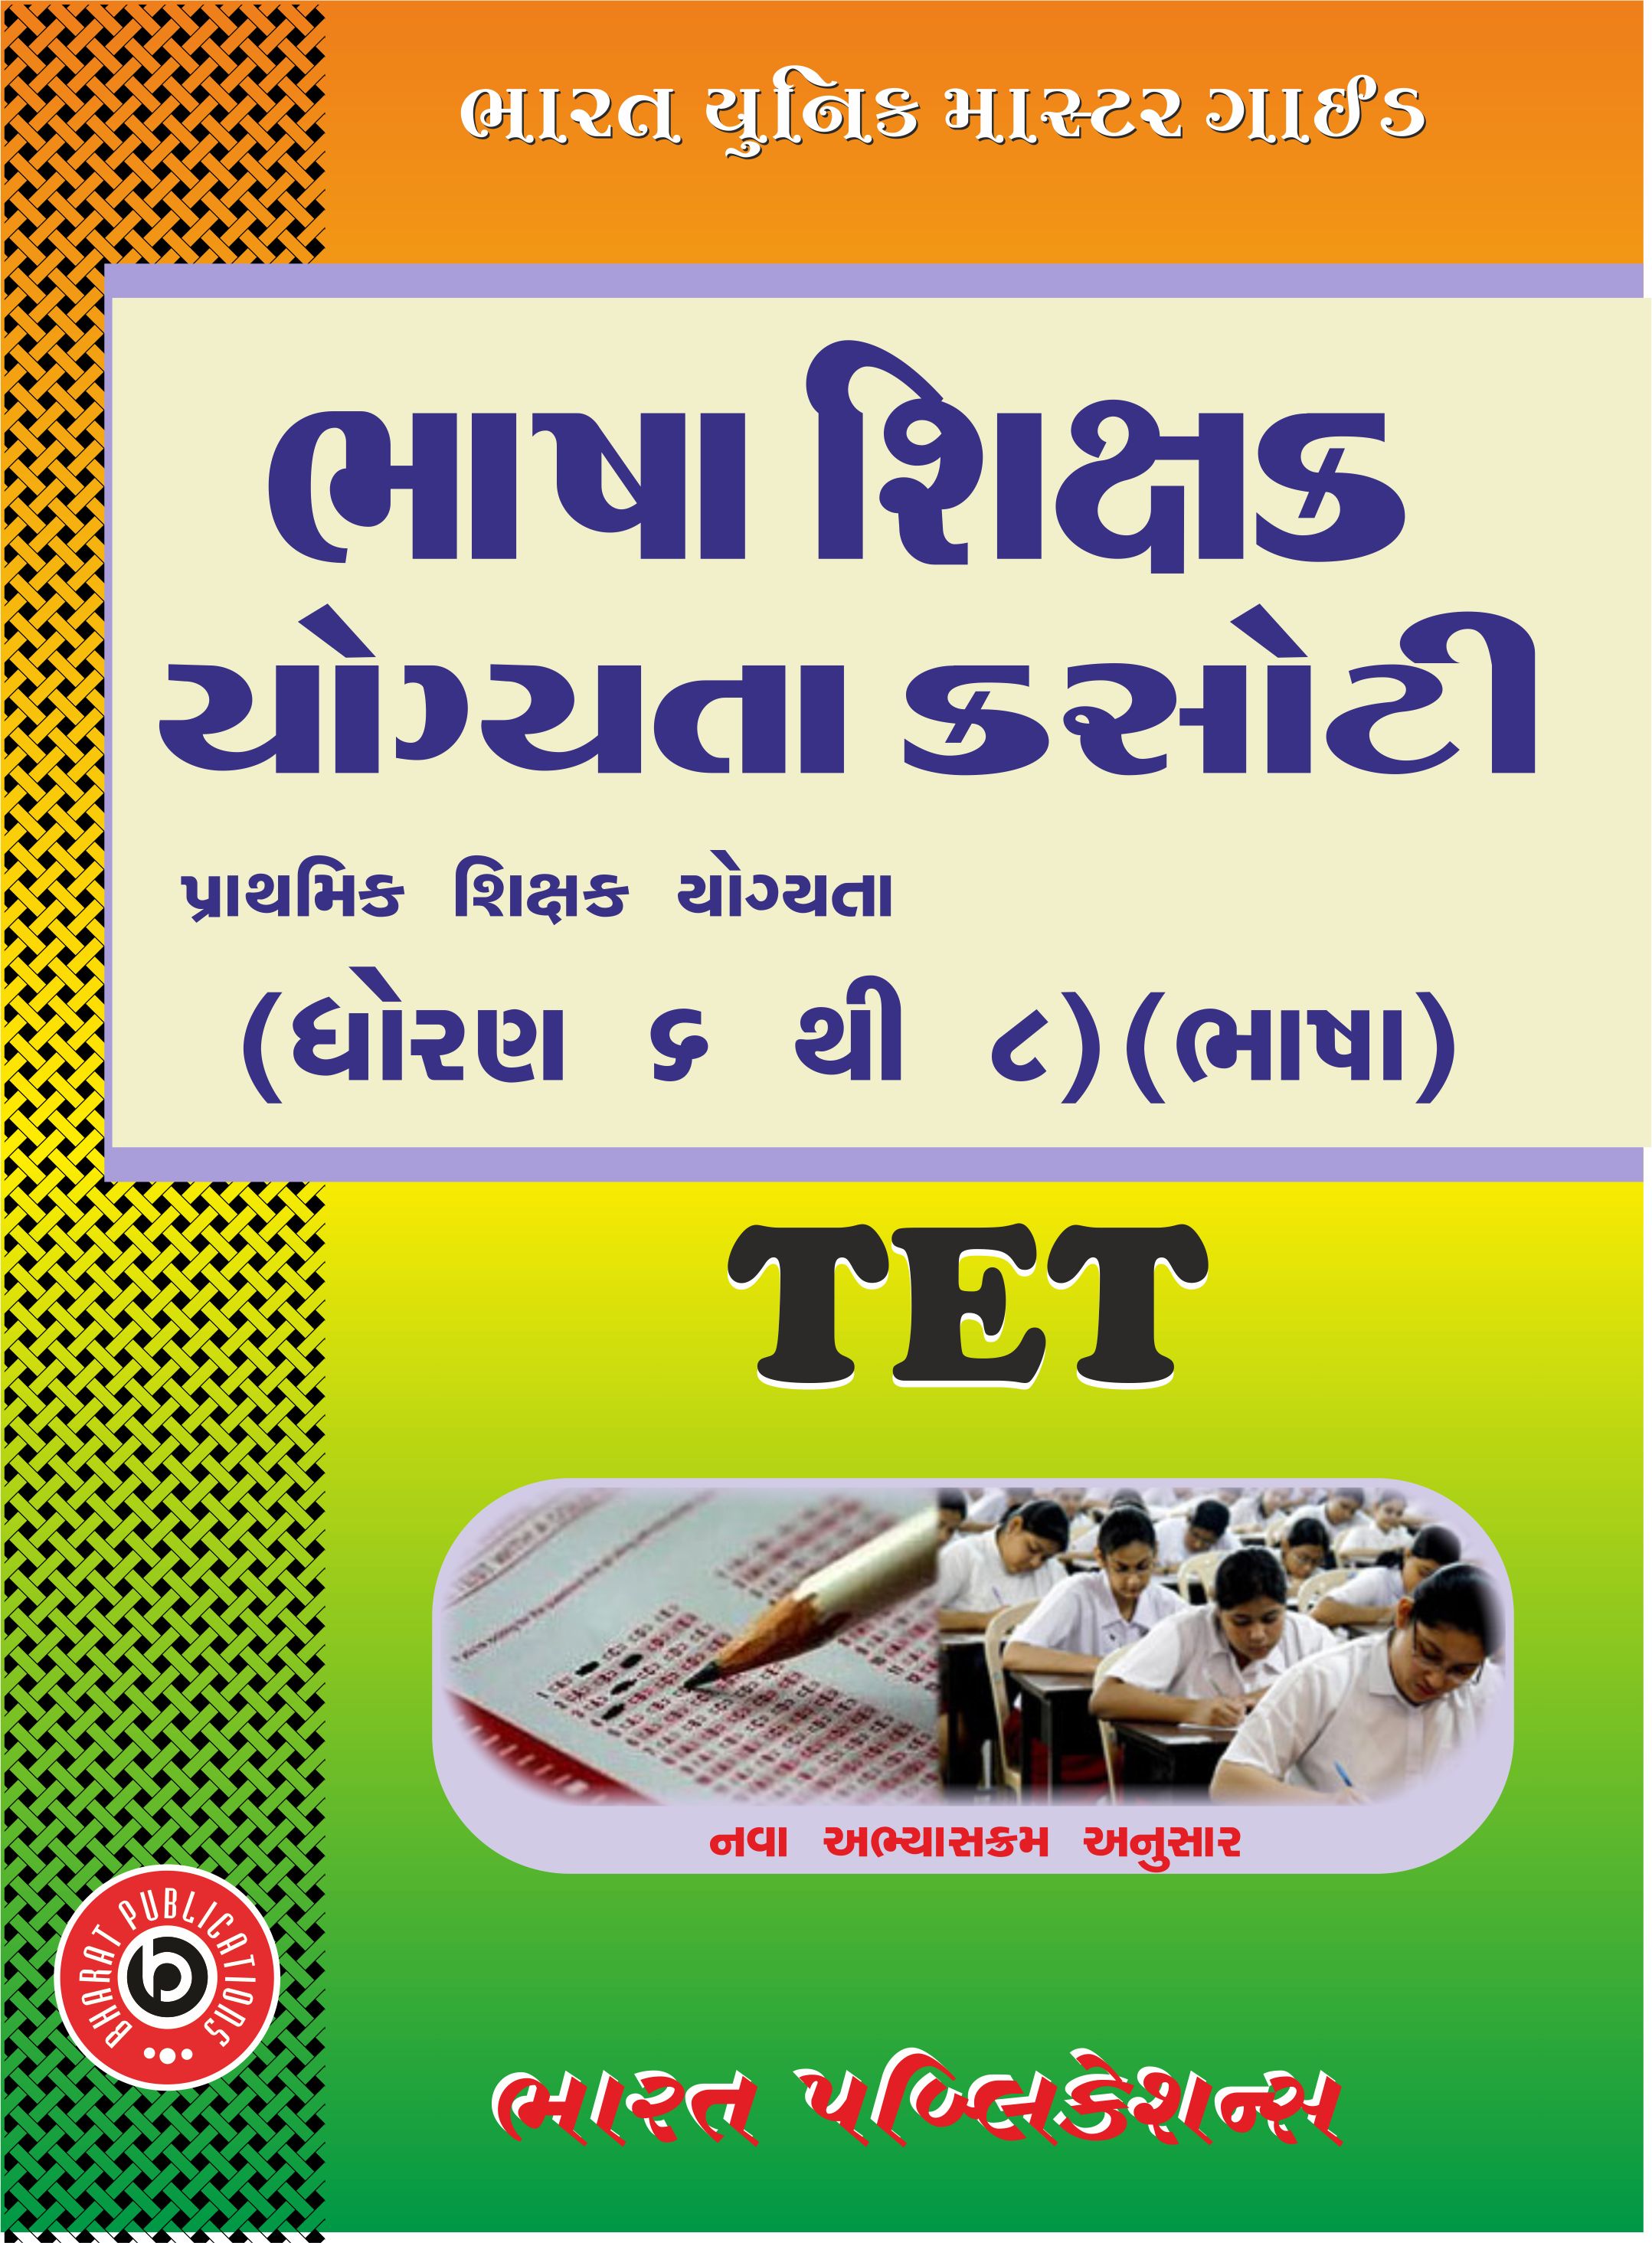 ભારત યુનિક માસ્ટર ગાઈડ
ભાષા શિક્ષક
યોગ્યતા કસોટી
પ્રાથમિક શિક્ષક યોગ્યતા
(ધોરણ ૬ થી ૮)(ભાષા)
TET
નવા અભ્યાસક્રમ અનુસાર
BHARAT PUBLICATIONS
ભારત પબ્લિકેશન્સ